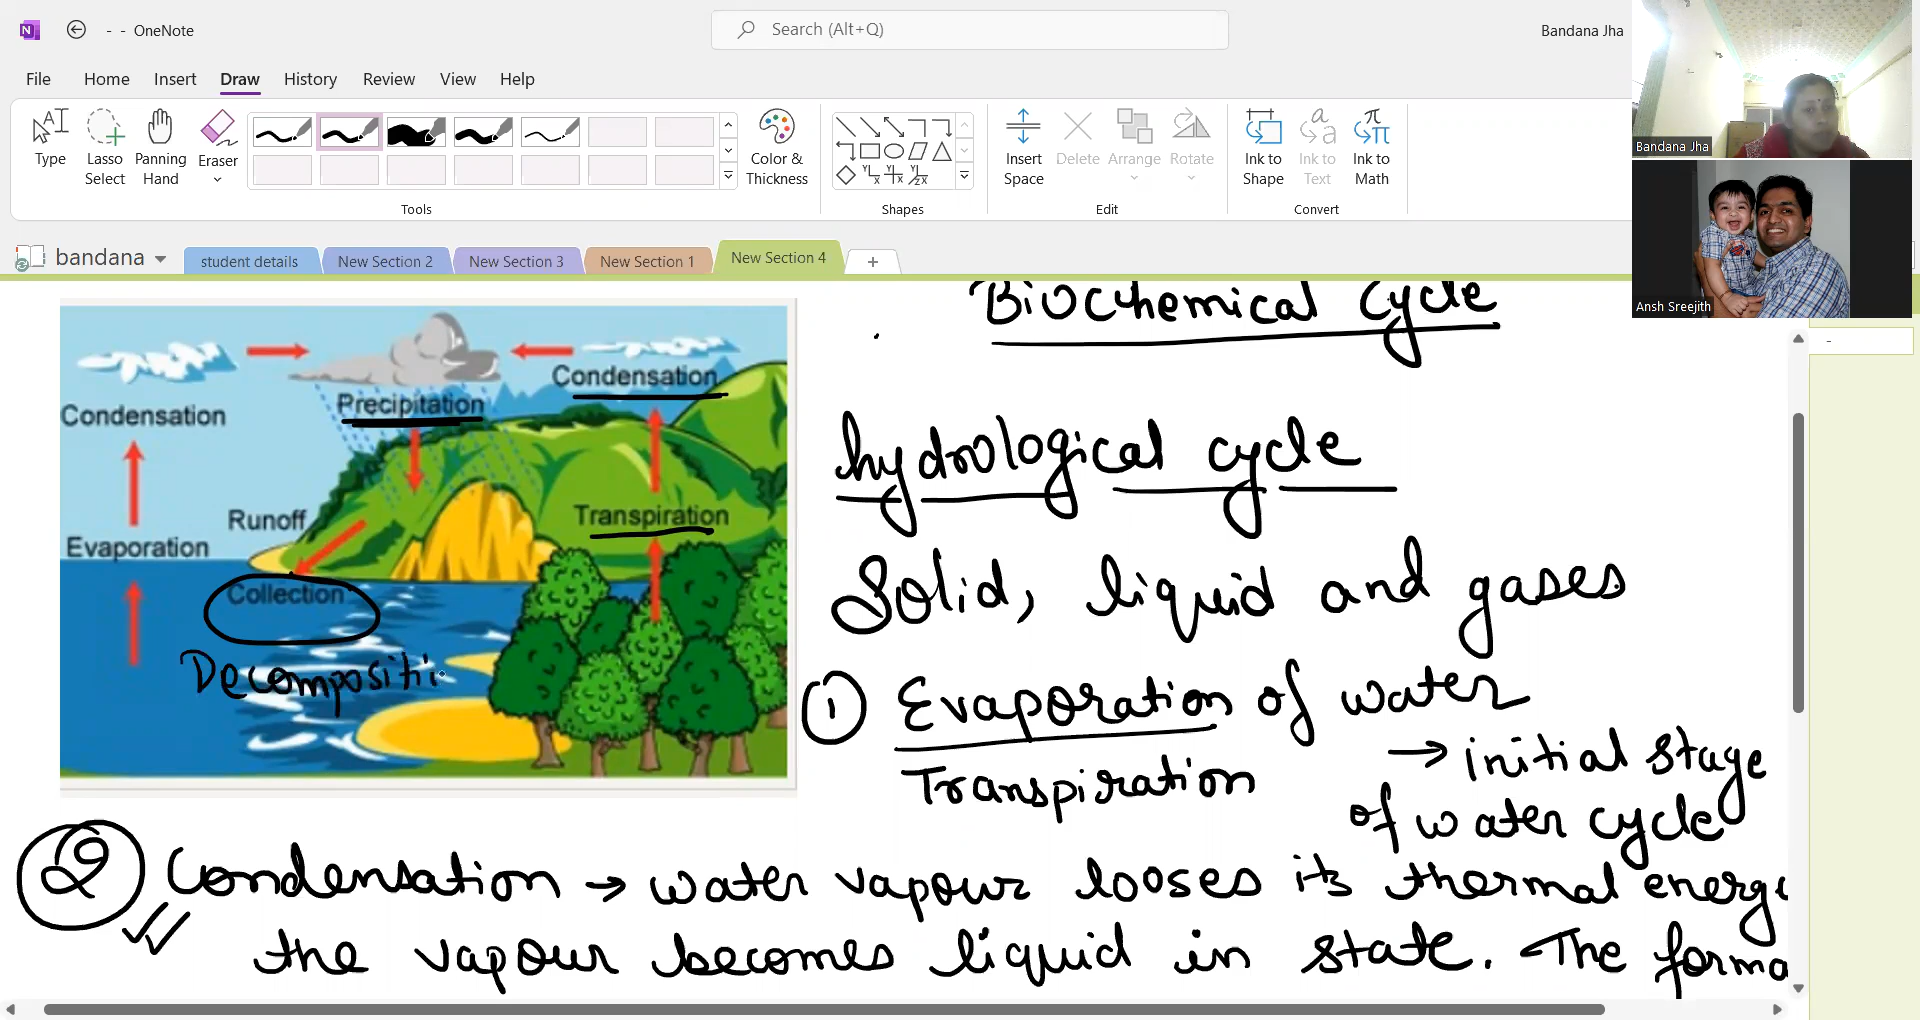 - - OneNote
Search (Alt+Q)
Bandana Jha
File Home Insert Draw History Review View Help
Type
Lasso Select
Panning Hand
Eraser
Color & Thickness
Insert Space
Delete
Arrange
Rotate
Ink to Shape
Ink to Text
Ink to Math
Tools
Shapes
Edit
Convert
Bandana Jha
Ansh Sreejith
bandana
student details
New Section 2
New Section 3
New Section 1
New Section 4
Condensation
Precipitation
Condensation
Runoff
Transpiration
Evaporation
Collection
Decompositi
Biochemical cycle
hydrological cycle
Solid, liquid and gases
1 Evaporation of water
→ initial stage
Transpiration
of water cycle
2 Condensation → water vapour looses its thermal energy
the vapour becomes liquid in state. The forma